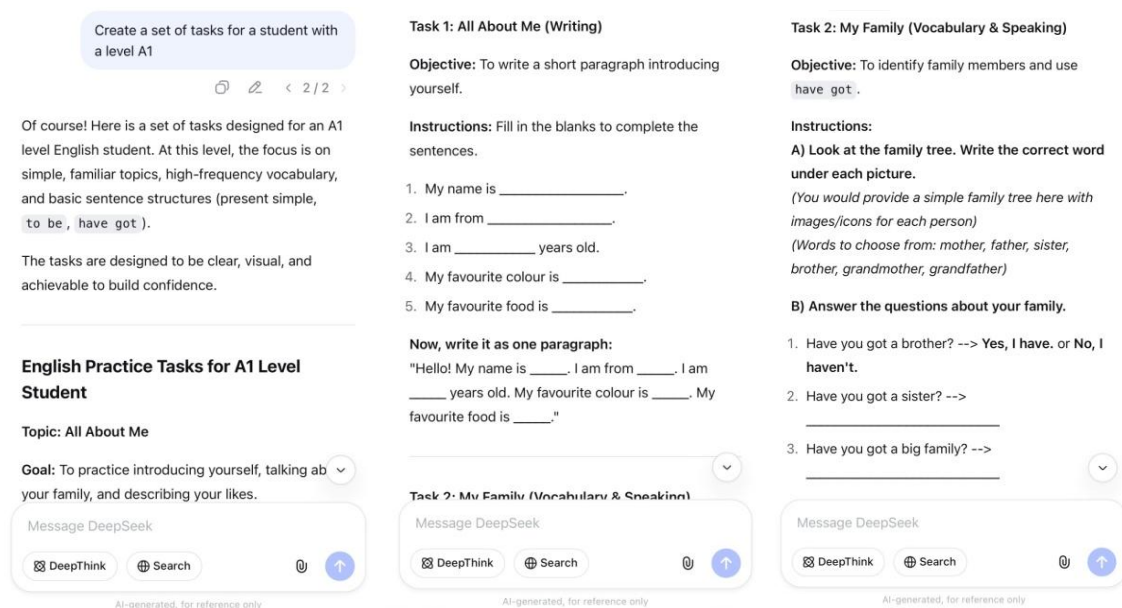 Create a set of tasks for a student with
a level A1
2 / 2
Of course! Here is a set of tasks designed for an A1
level English student. At this level, the focus is on
simple, familiar topics, high-frequency vocabulary,
and basic sentence structures (present simple,
to be, have got).
The tasks are designed to be clear, visual, and
achievable to build confidence.
English Practice Tasks for A1 Level
Student
Topic: All About Me
Goal: To practice introducing yourself, talking ab
your family, and describing your likes.
Message DeepSeek
DeepThink Search
AI-generated, for reference only
Task 1: All About Me (Writing)
Objective: To write a short paragraph introducing
yourself.
Instructions: Fill in the blanks to complete the
sentences.
1. My name is _________________.
2. I am from _________________.
3. I am ___________ years old.
4. My favourite colour is ___________.
5. My favourite food is ___________.
Now, write it as one paragraph:
"Hello! My name is _____. I am from _____. I am
_____ years old. My favourite colour is _____. My
favourite food is _____."
Task 2: My Family (Vocabulary & Speaking)
Message DeepSeek
DeepThink Search
AI-generated, for reference only
Task 2: My Family (Vocabulary & Speaking)
Objective: To identify family members and use
have got.
Instructions:
A) Look at the family tree. Write the correct word
under each picture.
(You would provide a simple family tree here with
images/icons for each person)
(Words to choose from: mother, father, sister,
brother, grandmother, grandfather)
B) Answer the questions about your family.
1. Have you got a brother? --> Yes, I have. or No, I
haven't.
2. Have you got a sister? -->
__________________________
3. Have you got a big family? -->
__________________________
Message DeepSeek
DeepThink Search
AI-generated, for reference only